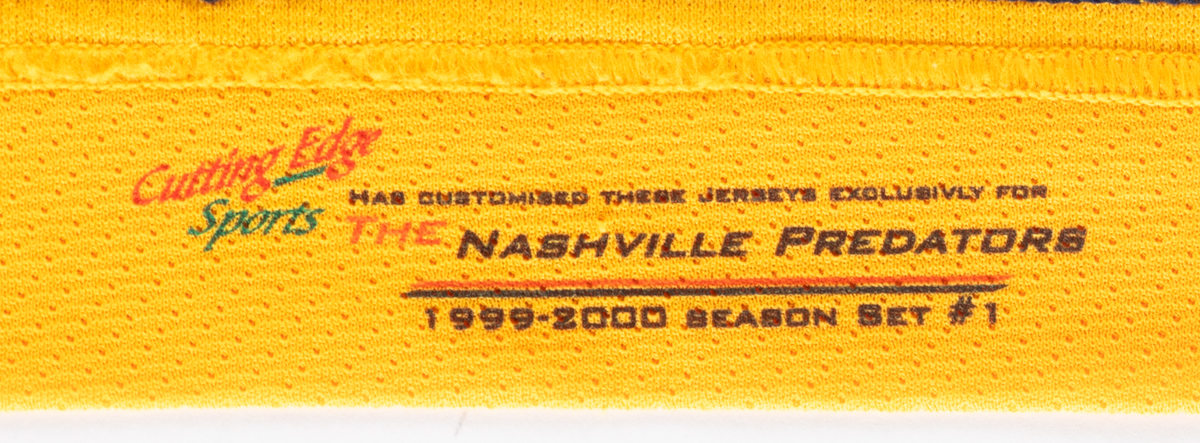 Cutting Edge
Sports
HAS CUSTOMISED THESE JERSEYS EXCLUSIVLY FOR
THE NASHVILLE PREDATORS
1999-2000 SEASON SET #1